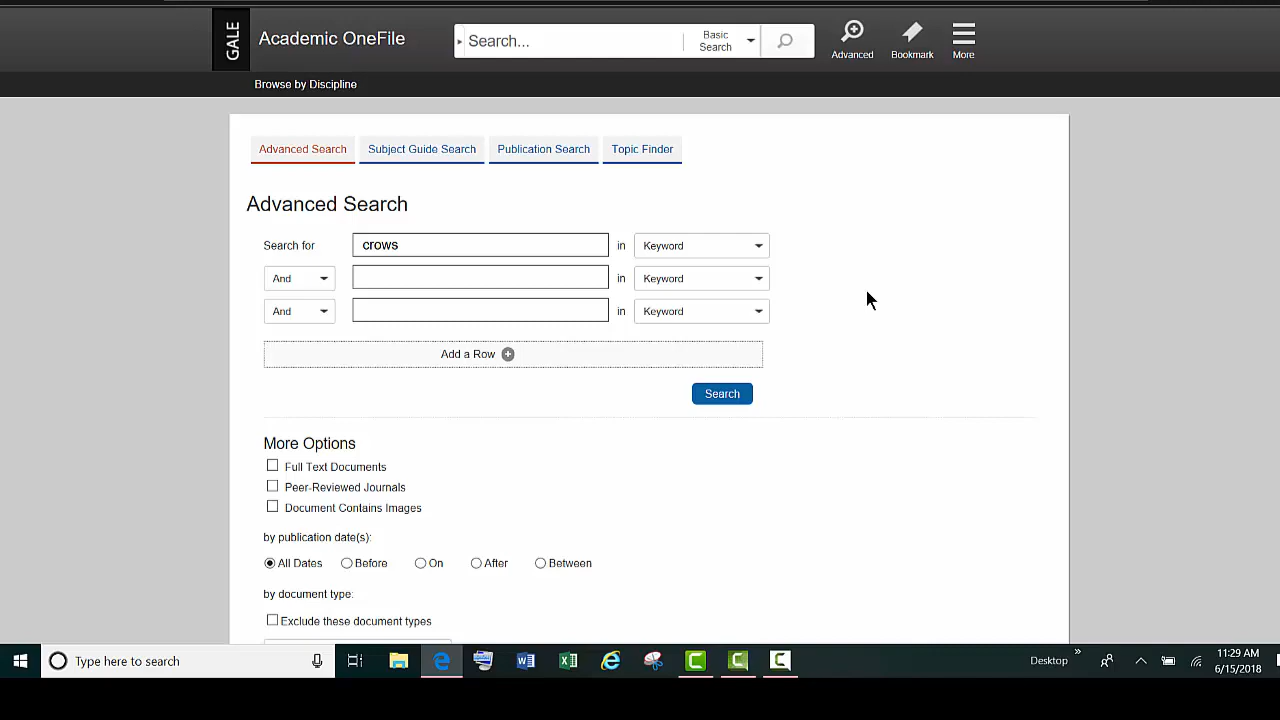 GALE
Academic OneFile
Search...
Basic Search
Advanced
Bookmark
More
Browse by Discipline
Advanced Search
Subject Guide Search
Publication Search
Topic Finder
Advanced Search
Search for crows in Keyword
And in Keyword
And in Keyword
Add a Row
Search
More Options
Full Text Documents
Peer-Reviewed Journals
Document Contains Images
by publication date(s):
All Dates Before On After Between
by document type:
Exclude these document types
Type here to search
Desktop
11:29 AM
6/15/2018